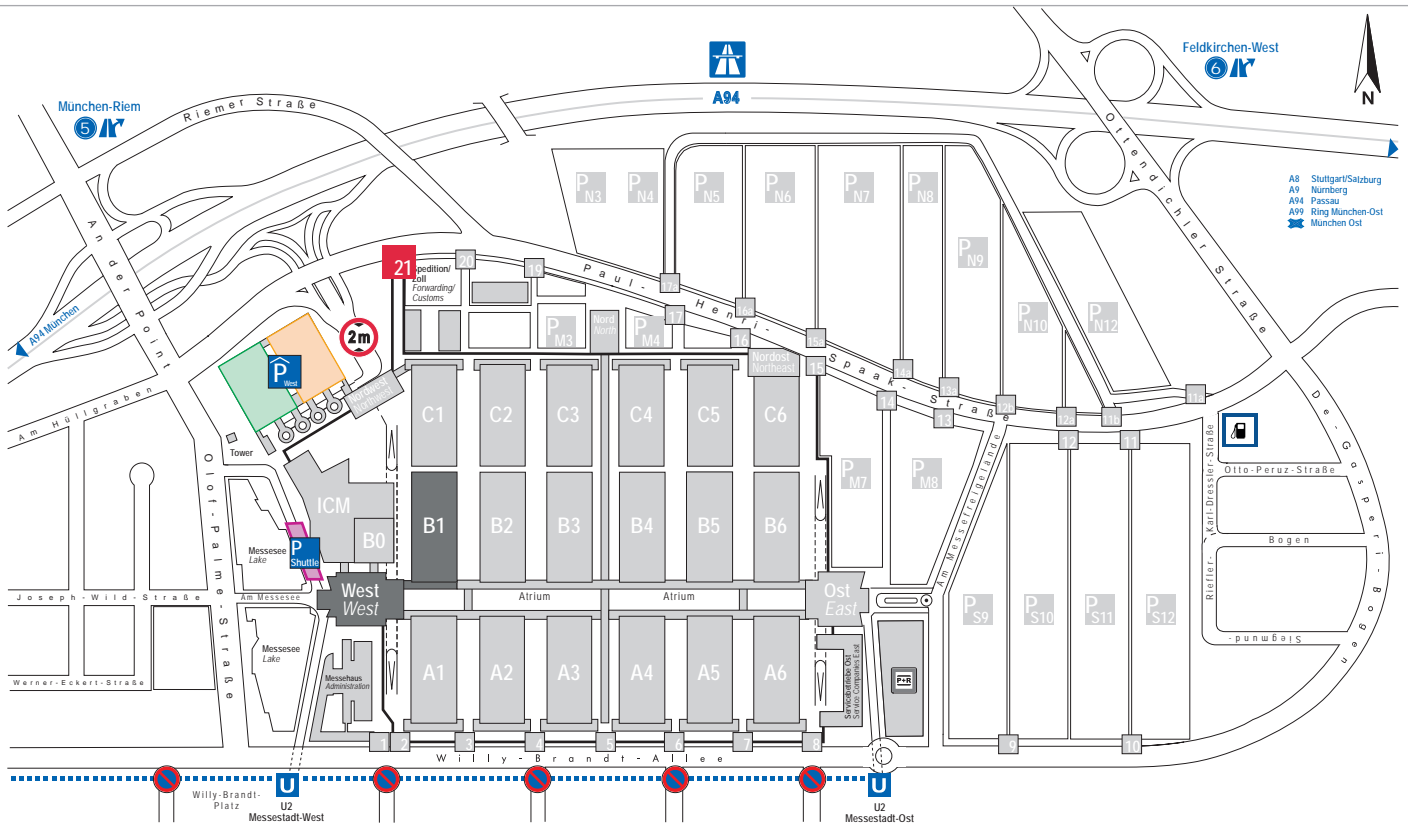 Feldkirchen-West
6
A94
N
München-Riem
5
Riemer Straße
Ottendichler Straße
A8 Stuttgart/Salzburg
A9 Nürnberg
A94 Passau
A99 Ring München-Ost
München Ost
P N3
P N4
P N5
P N6
P N7
P N8
P N9
P N10
P N12
An der Point
A94 München
21
Spedition/
Zoll
Forwarding/
Customs
20
19
17a
16a
15a
14a
13a
12b
12a
11b
11a
Paul-Henri-Spaak-Straße
17
16
15
14
13
12
11
2m
P
West
P M3
Nord
North
P M4
Nordost
Northeast
Nordwest
Northwest
Am Hüllgraben
Tower
C1
C2
C3
C4
C5
C6
P M7
P M8
Am Messefreigelände
Karl-Dressler-Straße
Otto-Peruz-Straße
De-Gasperi-Bogen
ICM
B0
B1
B2
B3
B4
B5
B6
Olof-Palme-Straße
Messesee
Lake
P
Shuttle
Bogen
Riefler-
Joseph-Wild-Straße
Am Messesee
West
West
Atrium
Atrium
Ost
East
P S9
P S10
P S11
P S12
Siegmund-
Messesee
Lake
Messehaus
Administration
Werner-Eckert-Straße
A1
A2
A3
A4
A5
A6
Servicebetriebe Ost
Service Companies East
P+R
1
2
3
4
5
6
7
8
9
10
Willy-Brandt-Allee
Willy-Brandt-
Platz
U
U2
Messestadt-West
U
U2
Messestadt-Ost